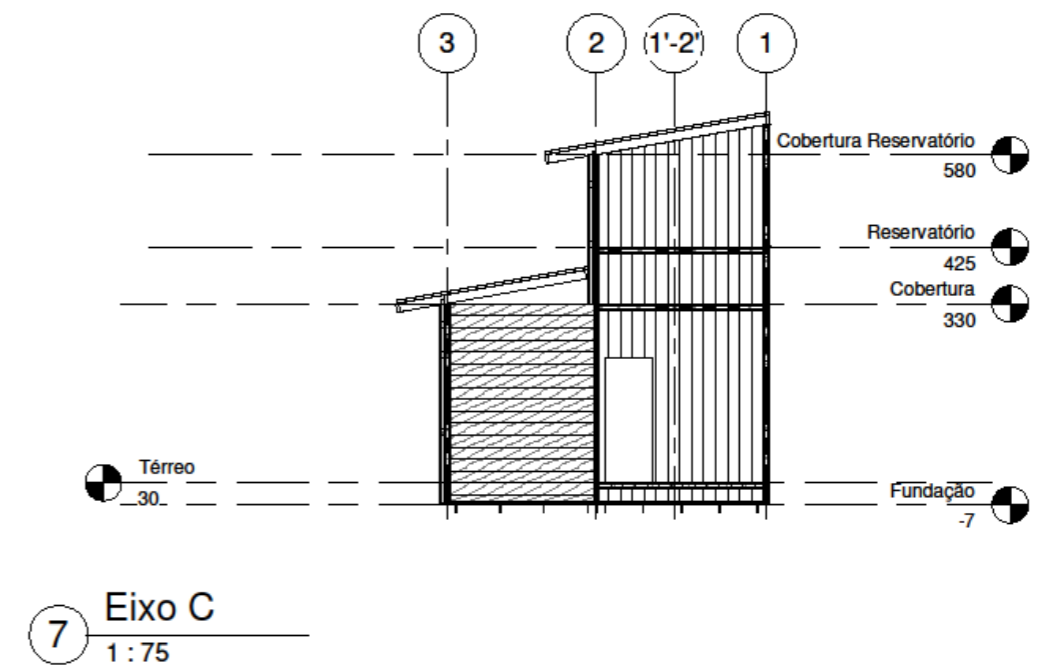 3
2
1'-2'
1
Cobertura Reservatório
580
Reservatório
425
Cobertura
330
Térreo
30
Fundação
-7
7
Eixo C
1 : 75